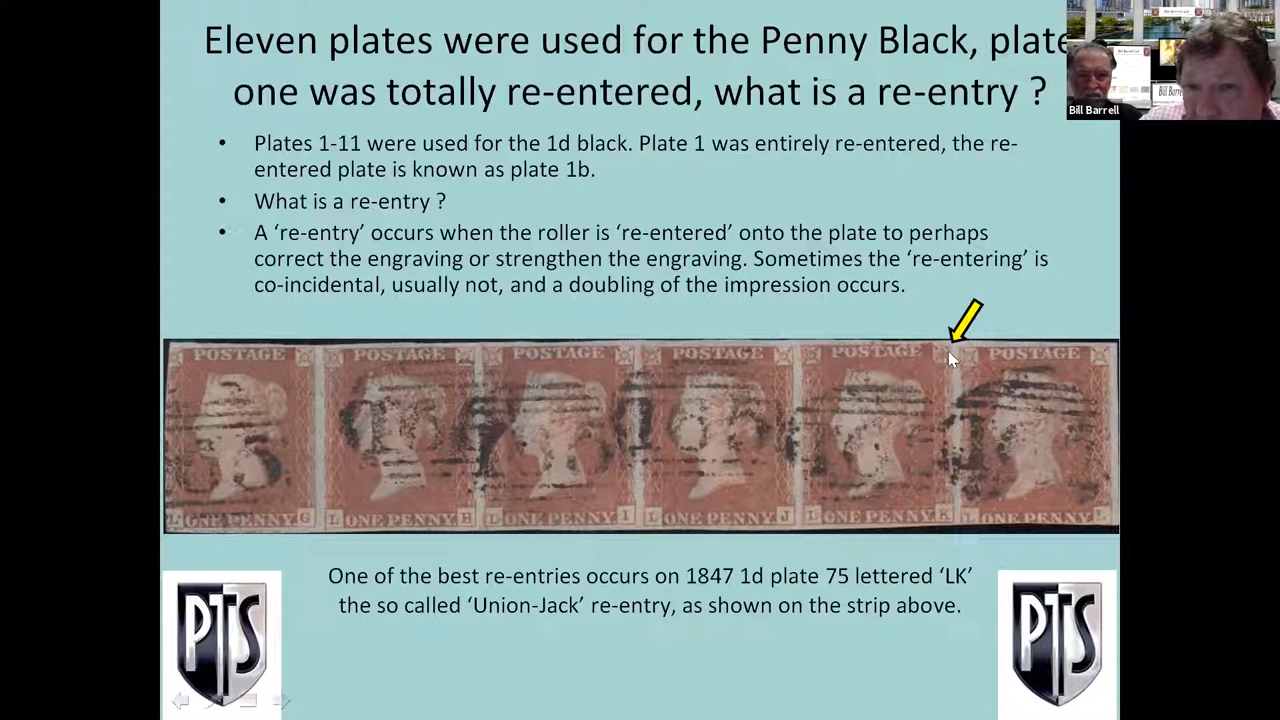 Eleven plates were used for the Penny Black, plate
one was totally re-entered, what is a re-entry ?
Bill Barrell
• Plates 1-11 were used for the 1d black. Plate 1 was entirely re-entered, the re-
entered plate is known as plate 1b.
• What is a re-entry ?
• A ‘re-entry’ occurs when the roller is ‘re-entered’ onto the plate to perhaps
correct the engraving or strengthen the engraving. Sometimes the ‘re-entering’ is
co-incidental, usually not, and a doubling of the impression occurs.
POSTAGE POSTAGE POSTAGE POSTAGE POSTAGE POSTAGE
L ONE PENNY G L ONE PENNY H L ONE PENNY I L ONE PENNY J L ONE PENNY K L ONE PENNY L
One of the best re-entries occurs on 1847 1d plate 75 lettered ‘LK’
the so called ‘Union-Jack’ re-entry, as shown on the strip above.
PTS PTS